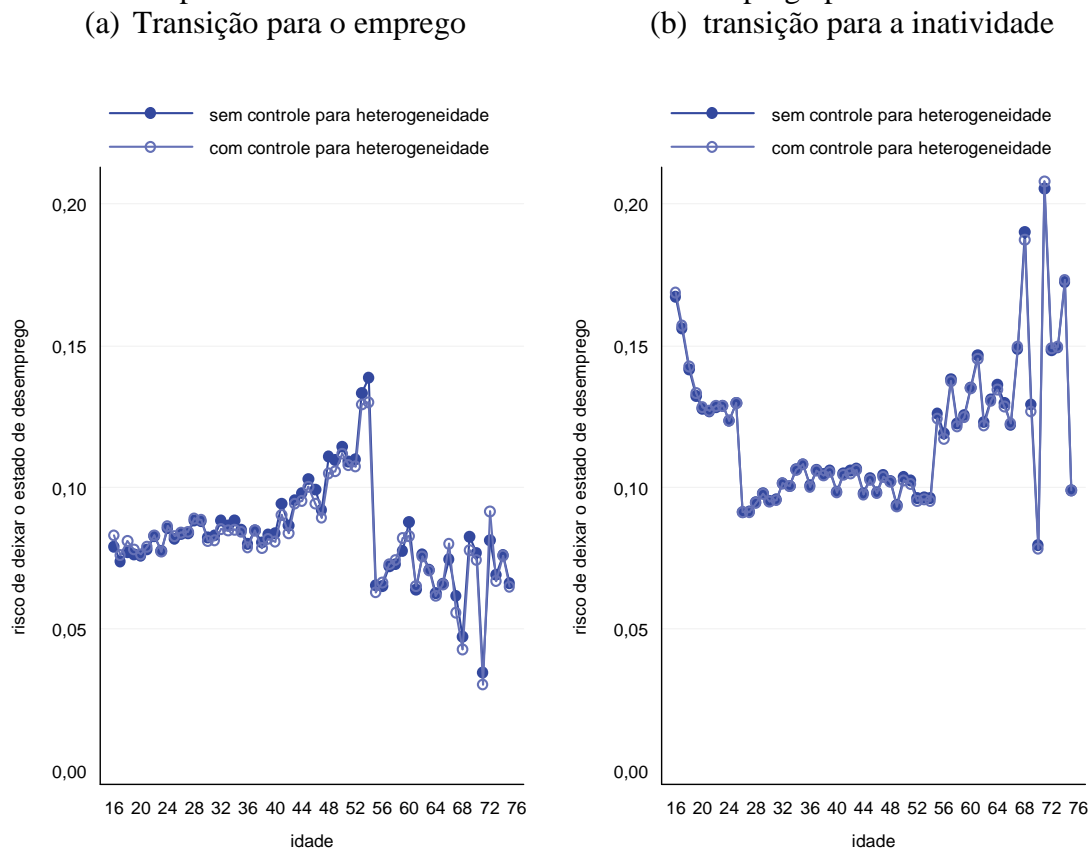 (a) Transição para o emprego
(b) transição para a inatividade
sem controle para heterogeneidade
com controle para heterogeneidade
risco de deixar o estado de desemprego
0,20
0,15
0,10
0,05
0,00
16 20 24 28 32 36 40 44 48 52 56 60 64 68 72 76
idade
sem controle para heterogeneidade
com controle para heterogeneidade
risco de deixar o estado de desemprego
0,20
0,15
0,10
0,05
0,00
16 20 24 28 32 36 40 44 48 52 56 60 64 68 72 76
idade